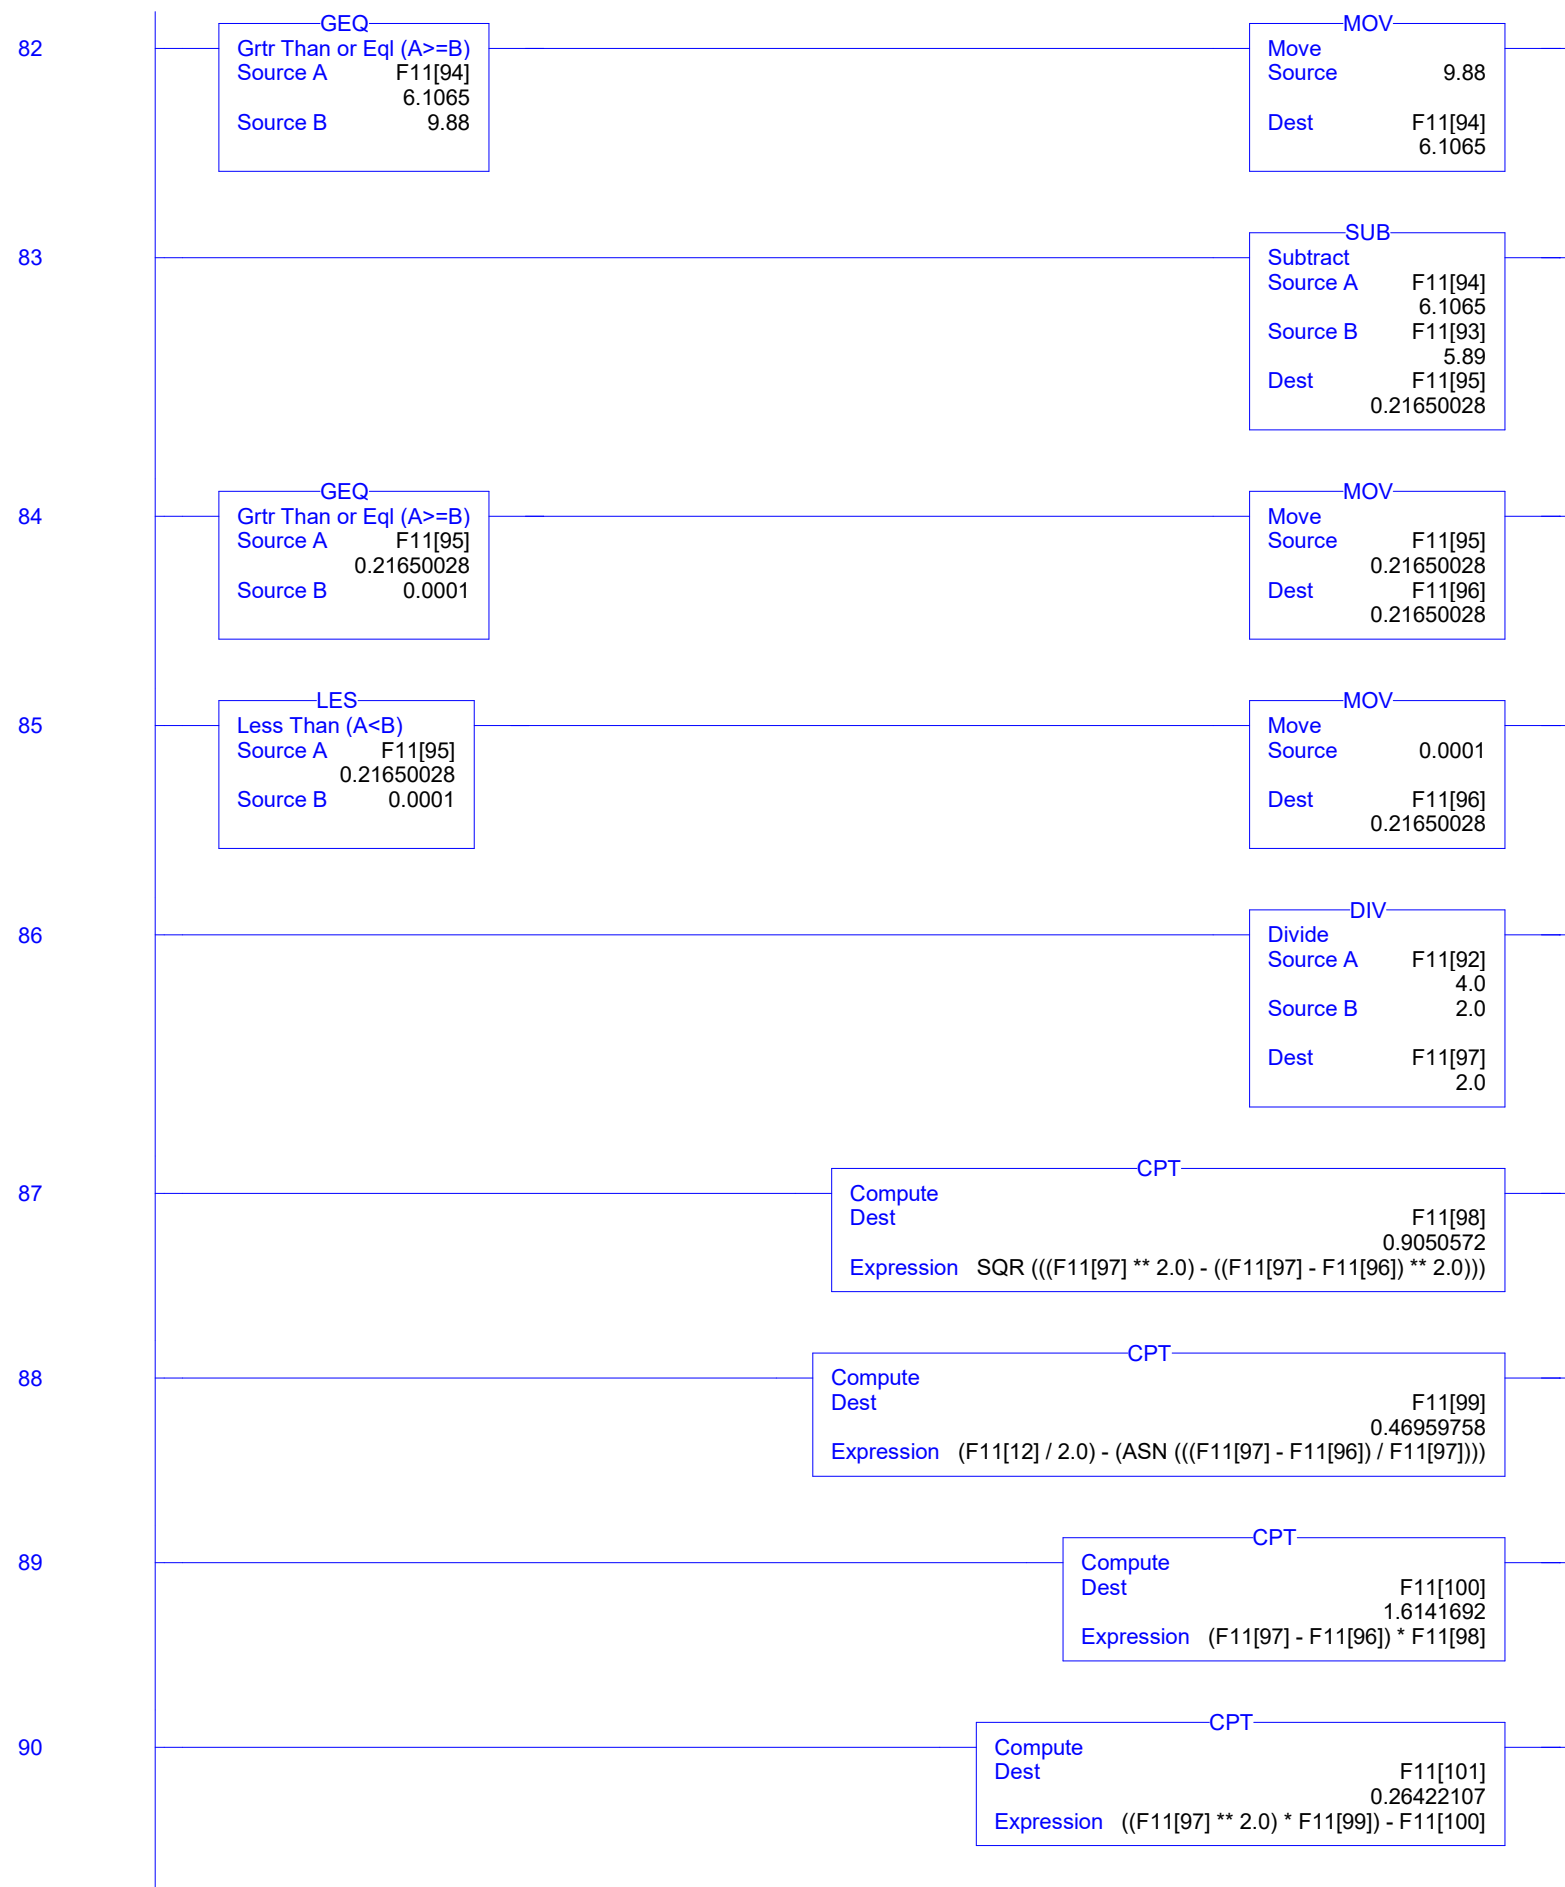 82
GEQ
Grtr Than or Eql (A>=B)
Source A F11[94]
6.1065
Source B 9.88
MOV
Move
Source 9.88
Dest F11[94]
6.1065
83
SUB
Subtract
Source A F11[94]
6.1065
Source B F11[93]
5.89
Dest F11[95]
0.21650028
84
GEQ
Grtr Than or Eql (A>=B)
Source A F11[95]
0.21650028
Source B 0.0001
MOV
Move
Source F11[95]
0.21650028
Dest F11[96]
0.21650028
85
LES
Less Than (A<B)
Source A F11[95]
0.21650028
Source B 0.0001
MOV
Move
Source 0.0001
Dest F11[96]
0.21650028
86
DIV
Divide
Source A F11[92]
4.0
Source B 2.0
Dest F11[97]
2.0
87
CPT
Compute
Dest F11[98]
0.9050572
Expression SQR (((F11[97] ** 2.0) - ((F11[97] - F11[96]) ** 2.0)))
88
CPT
Compute
Dest F11[99]
0.46959758
Expression (F11[12] / 2.0) - (ASN (((F11[97] - F11[96]) / F11[97])))
89
CPT
Compute
Dest F11[100]
1.6141692
Expression (F11[97] - F11[96]) * F11[98]
90
CPT
Compute
Dest F11[101]
0.26422107
Expression ((F11[97] ** 2.0) * F11[99]) - F11[100]